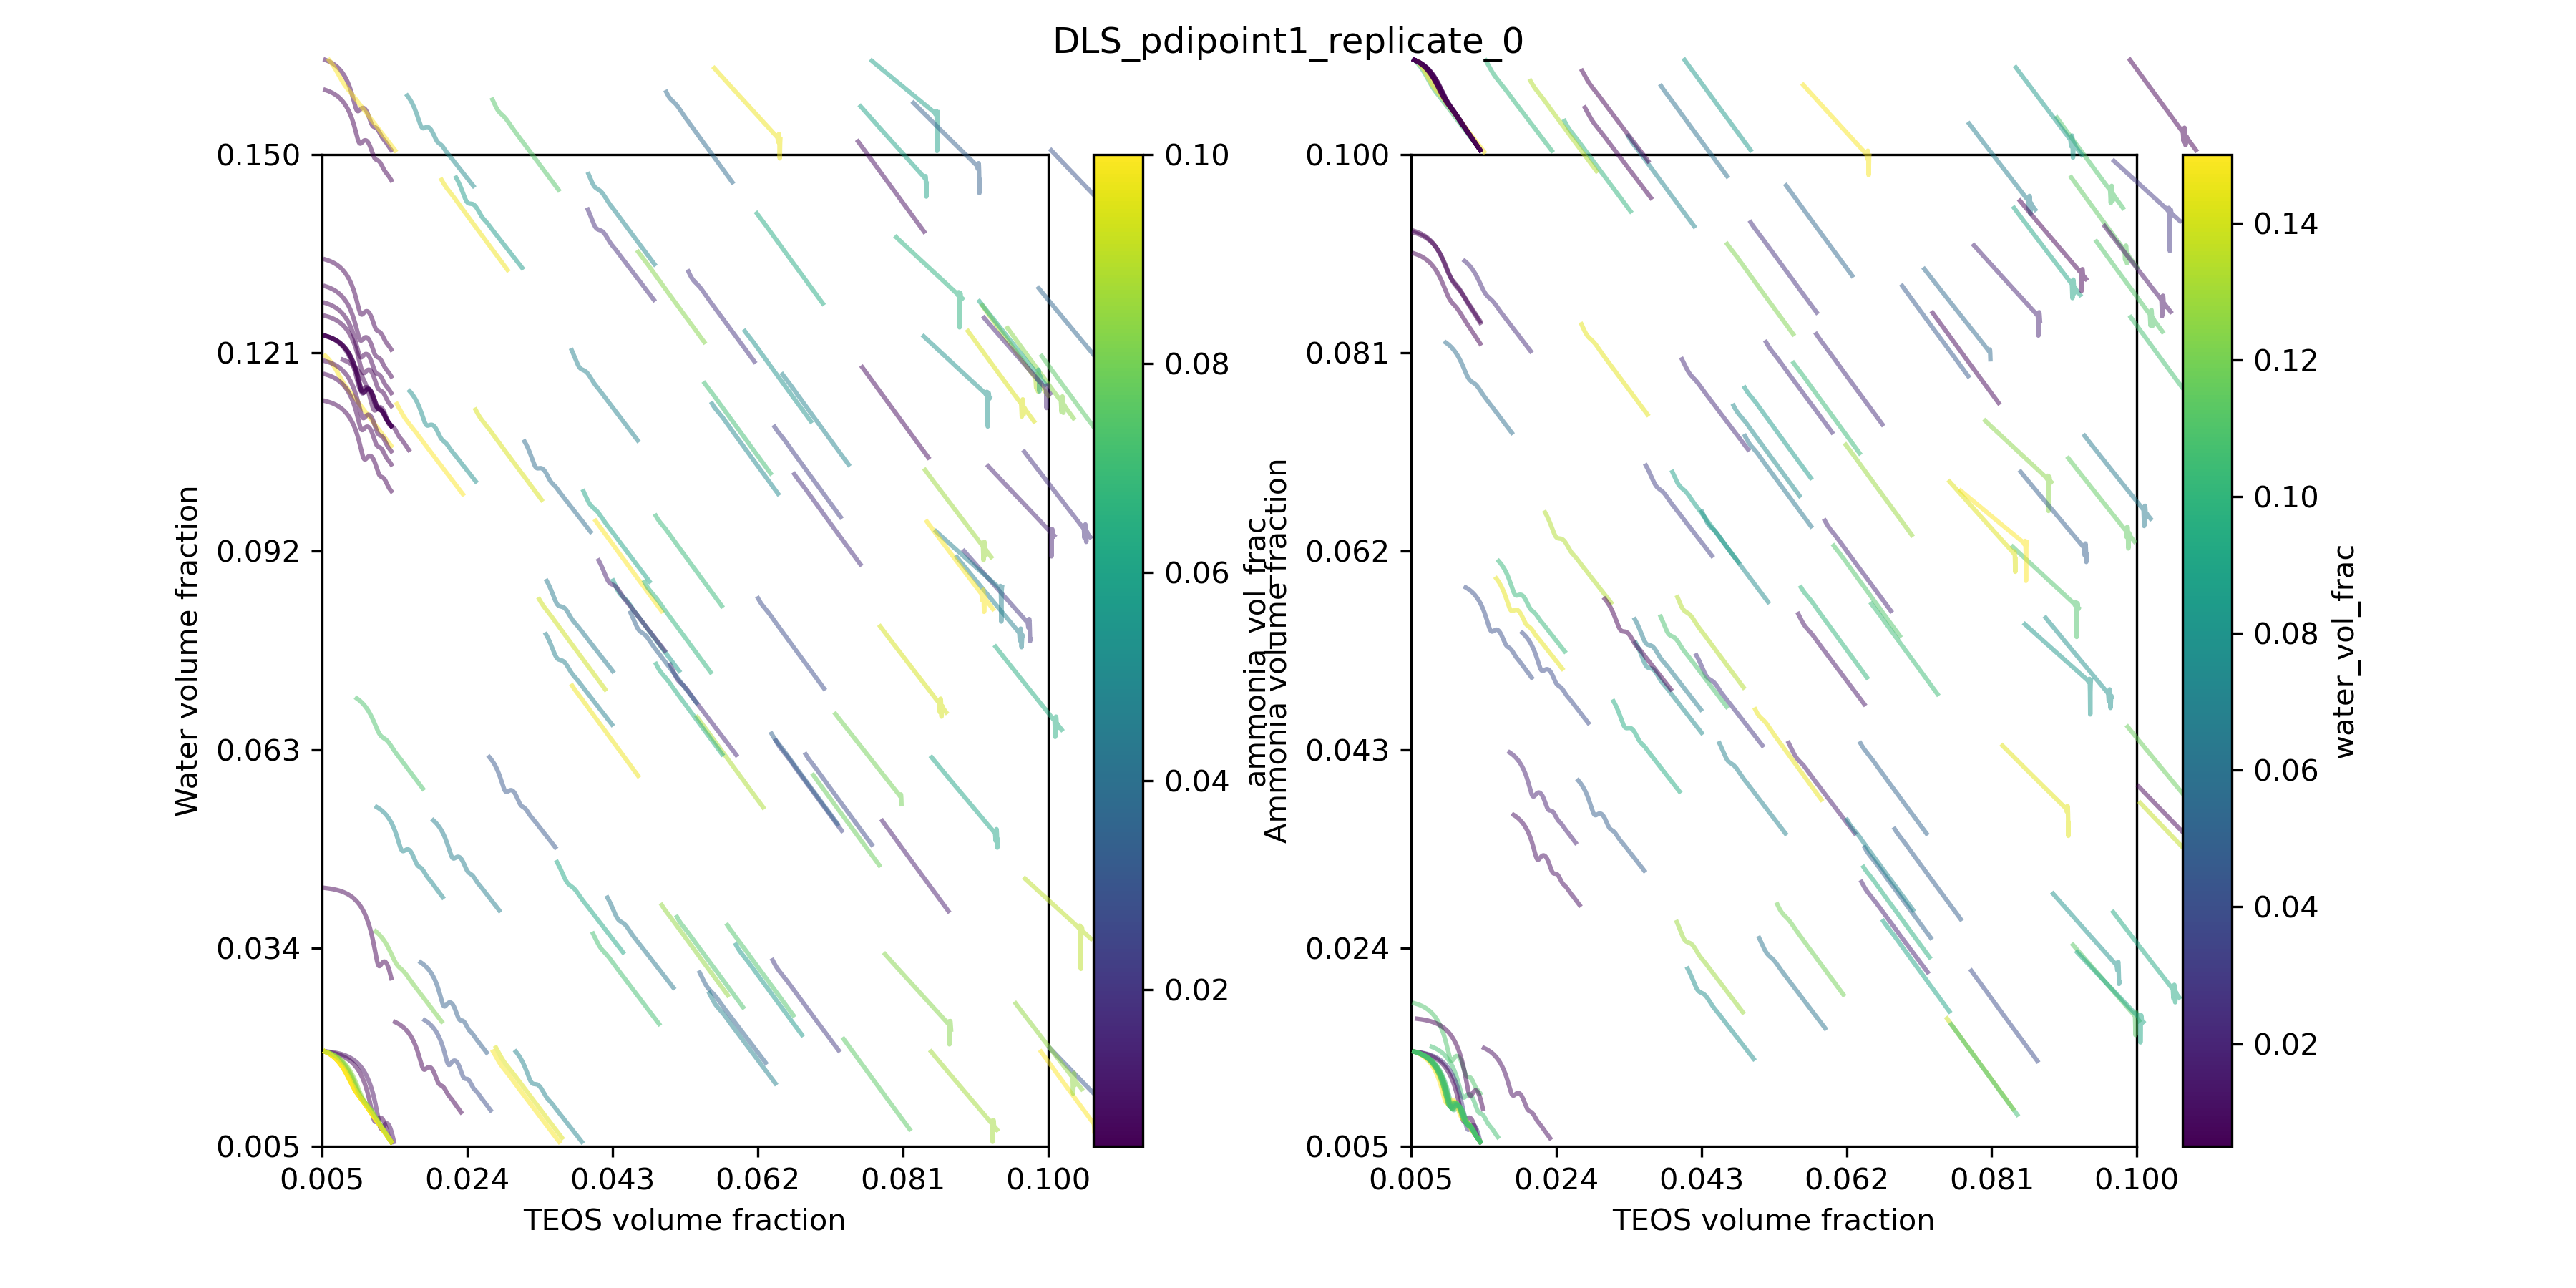 DLS_pdipoint1_replicate_0
Water volume fraction
0.150
0.121
0.092
0.063
0.034
0.005
0.005 0.024 0.043 0.062 0.081 0.100
TEOS volume fraction
0.10
0.08
0.06
0.04
0.02
ammonia_vol_frac
Ammonia volume fraction
0.100
0.081
0.062
0.043
0.024
0.005
0.005 0.024 0.043 0.062 0.081 0.100
TEOS volume fraction
0.14
0.12
0.10
0.08
0.06
0.04
0.02
water_vol_frac